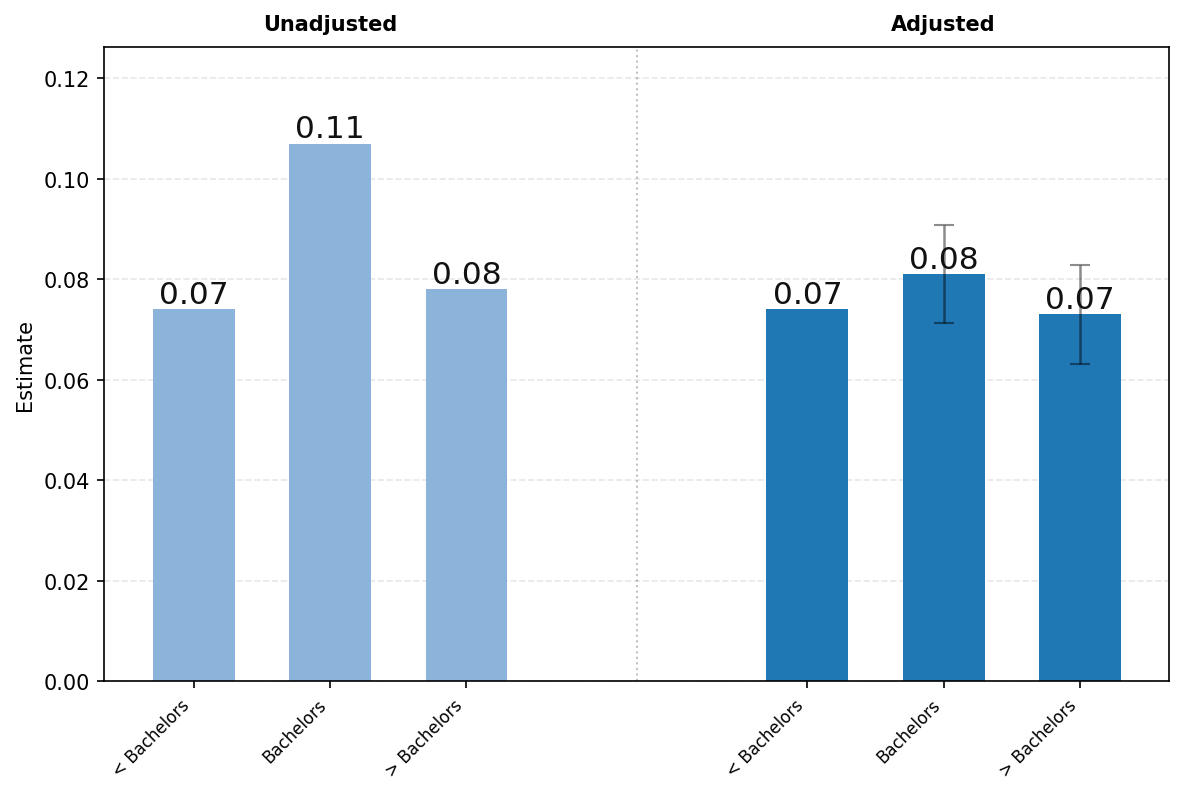 Unadjusted
Adjusted
Estimate
0.12
0.10
0.08
0.06
0.04
0.02
0.00
0.07
0.11
0.08
0.07
0.08
0.07
< Bachelors
Bachelors
> Bachelors
< Bachelors
Bachelors
> Bachelors